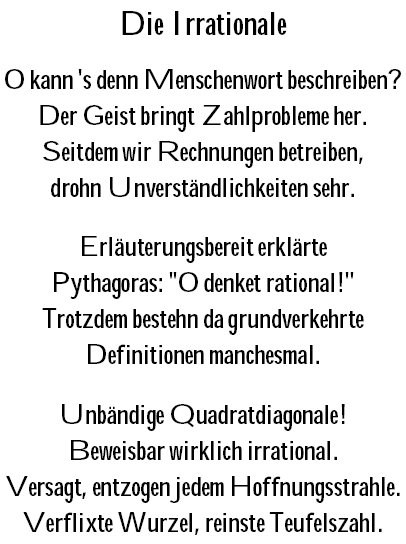 Die Irrationale
O kann 's denn Menschenwort beschreiben?
Der Geist bringt Zahlprobleme her.
Seitdem wir Rechnungen betreiben,
drohn Unverständlichkeiten sehr.
Erläuterungsbereit erklärte
Pythagoras: "O denket rational!"
Trotzdem bestehn da grundverkehrte
Definitionen manchesmal.
Unbändige Quadratdiagonale!
Beweisbar wirklich irrational.
Versagt, entzogen jedem Hoffnungsstrahle.
Verflixte Wurzel, reinste Teufelszahl.